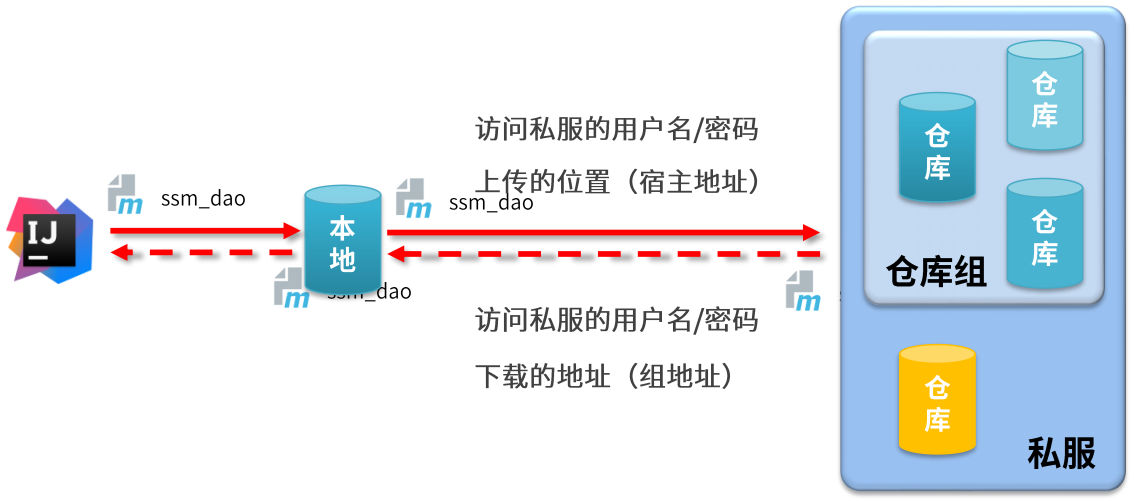 访问私服的用户名/密码
上传的位置（宿主地址）
ssm_dao
ssm_dao
IJ
本
地
ssm_dao
访问私服的用户名/密码
下载的地址（组地址）
仓
库
仓
库
仓
库
仓库组
仓
库
私服
m
m
m
m